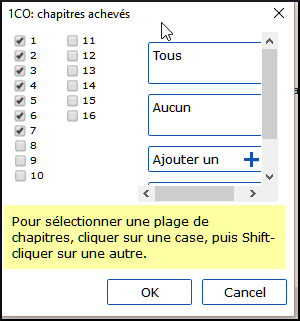 1CO: chapitres achevés
1
2
3
4
5
6
7
8
9
10
11
12
13
14
15
16
Tous
Aucun
Ajouter un
Pour sélectionner une plage de
chapitres, cliquer sur une case, puis Shift-
cliquer sur une autre.
OK
Cancel